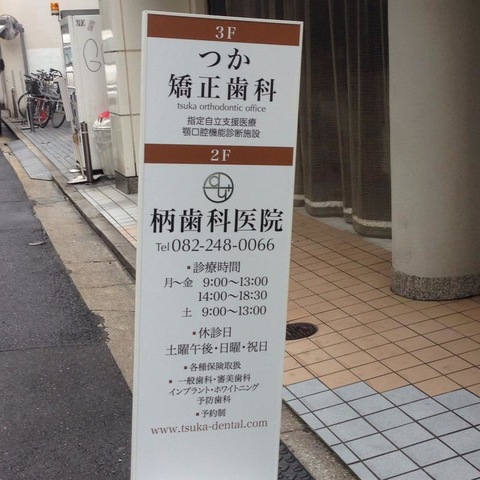 3F
つか
矯正歯科
tsuka orthodontic office
指定自立支援医療
顎口腔機能診断施設
2F
柄歯科医院
Tel 082-248-0066
▪診療時間
月〜金 9:00〜13:00
14:00〜18:30
土 9:00〜13:00
▪休診日
土曜午後・日曜・祝日
▪各種保険取扱
▪一般歯科・審美歯科
インプラント・ホワイトニング
予防歯科
▪予約制
www.tsuka-dental.com